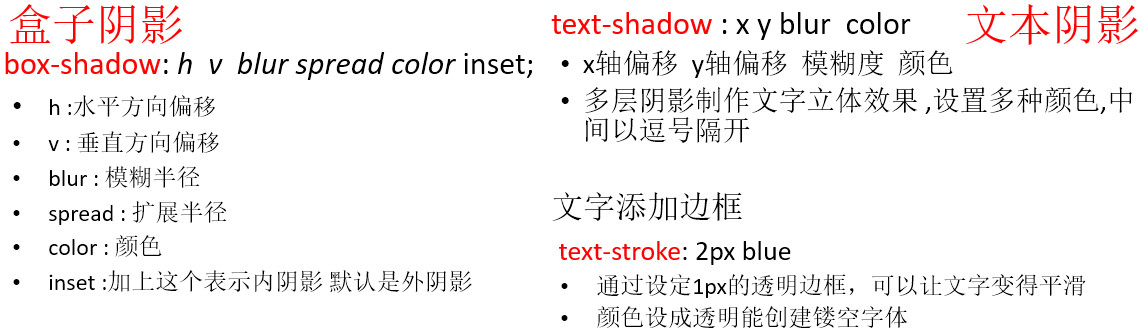 盒子阴影
box-shadow: h v blur spread color inset;
• h :水平方向偏移
• v : 垂直方向偏移
• blur : 模糊半径
• spread : 扩展半径
• color : 颜色
• inset :加上这个表示内阴影 默认是外阴影
text-shadow : x y blur color 文本阴影
• x轴偏移 y轴偏移 模糊度 颜色
• 多层阴影制作文字立体效果 ,设置多种颜色,中
间以逗号隔开
文字添加边框
text-stroke: 2px blue
• 通过设定1px的透明边框，可以让文字变得平滑
• 颜色设成透明能创建镂空字体